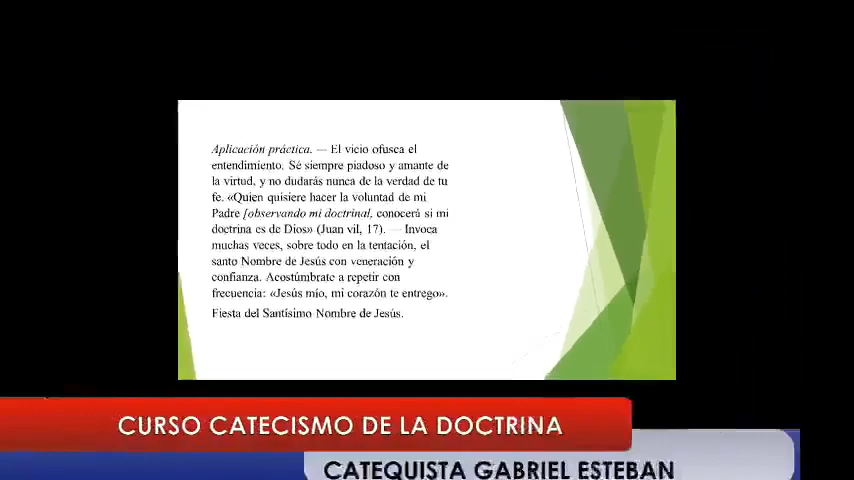 Aplicación práctica. — El vicio ofusca el
entendimiento. Sé siempre piadoso y amante de
la virtud, y no dudarás nunca de la verdad de tu
fe. «Quien quisiere hacer la voluntad de mi
Padre [observando mi doctrinal, conocerá si mi
doctrina es de Dios» (Juan vil, 17). — Invoca
muchas veces, sobre todo en la tentación, el
santo Nombre de Jesús con veneración y
confianza. Acostúmbrate a repetir con
frecuencia: «Jesús mío, mi corazón te entrego».
Fiesta del Santísimo Nombre de Jesús.
CURSO CATECISMO DE LA DOCTRINA
CATEQUISTA GABRIEL ESTEBAN